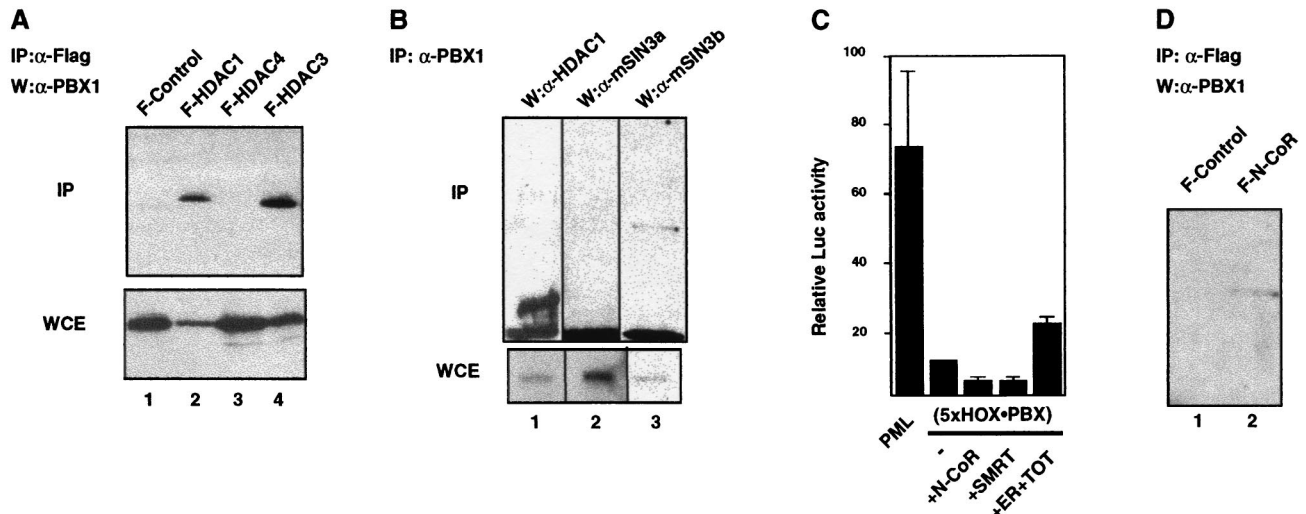 A
IP:α-Flag
W:α-PBX1
F-Control
F-HDAC1
F-HDAC4
F-HDAC3
IP
WCE
1 2 3 4
B
IP: α-PBX1
W:α-HDAC1
W:α-mSIN3a
W:α-mSIN3b
IP
WCE
1 2 3
C
Relative Luc activity
100
80
60
40
20
PML
(5xHOX•PBX)
-
+N-CoR
+SMRT
+ER+TOT
D
IP: α-Flag
W:α-PBX1
F-Control
F-N-CoR
1 2